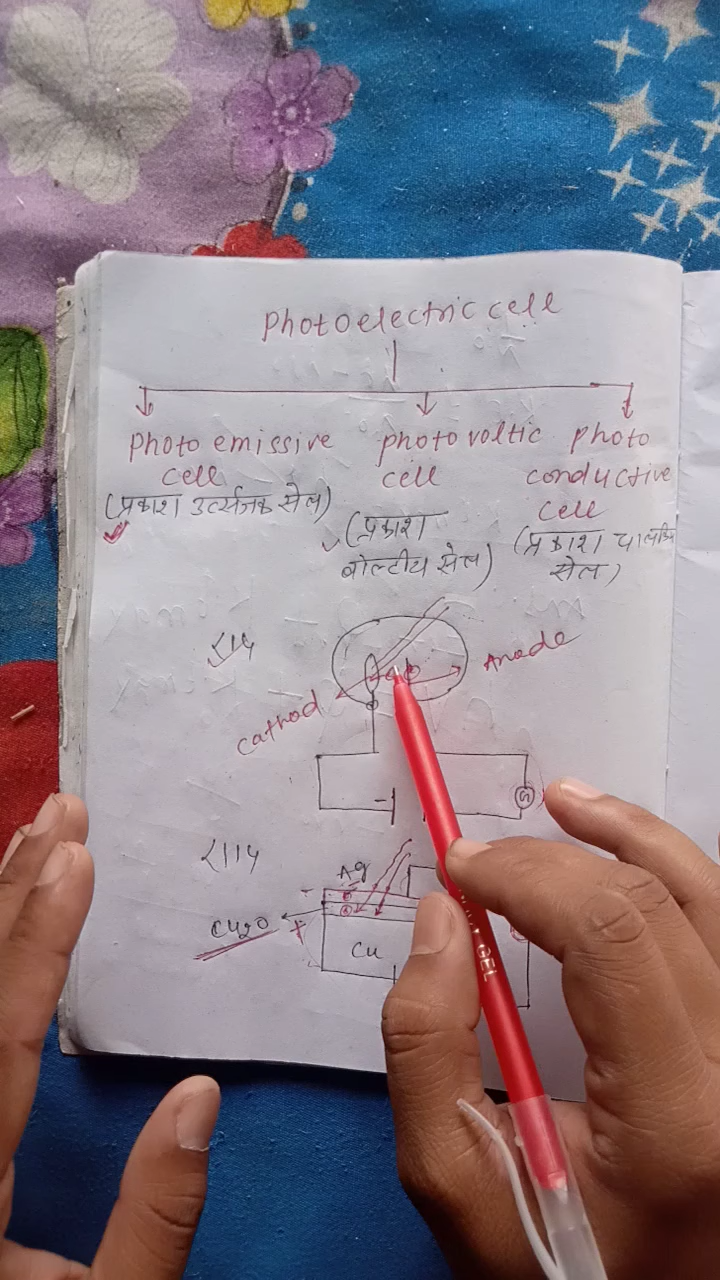 Photoelectric cell
Photo emissive
cell
(प्रकाश उत्सर्जक सेल)
photo voltic
cell
(प्रकाश
वोल्टीय सेल)
photo
conductive
cell
(प्रकाश चालकीय
सेल)
Anode
Cathod
G
Ag
Cu2O
Cu
GEL